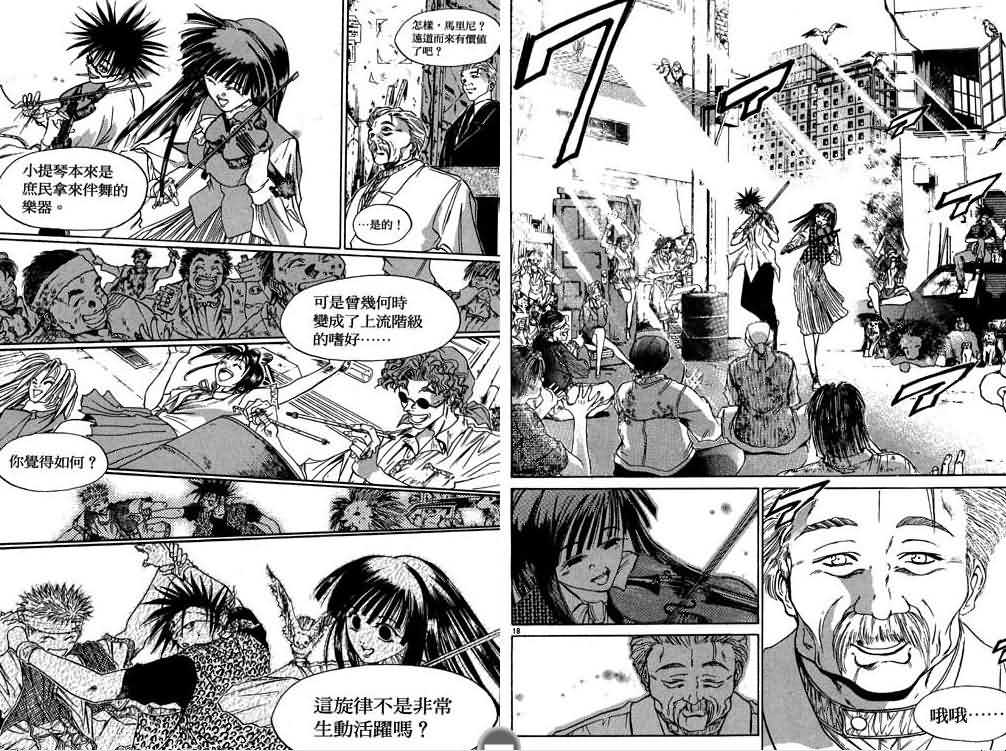 哦哦……
18
怎樣，馬里尼？
遠道而來有價值
了吧？
…是的！
小提琴本來是
庶民拿來伴舞的
樂器。
可是曾幾何時
變成了上流階級
的嗜好……
你覺得如何？
這旋律不是非常
生動活躍嗎？